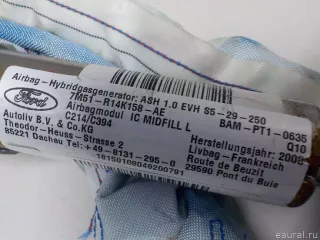 Airbag - Hybridgasgenerator: ASH 1.0 EVH S5-29-250
7M51-R14K158-AE
BAM-PT1-0635
Airbagmodul IC MIDFILL L
Q10
C214/C394
Ford
Autoliv B.V. & Co.KG
Theodor-Heuss-Strasse 2
85221 Dachau Tel +49-8131-295-0
Herstellungsjahr: 2008
Livbag-Frankreich
Route de Beuzit
29590 Pont du Buis
18150108049200791
eaural.ru